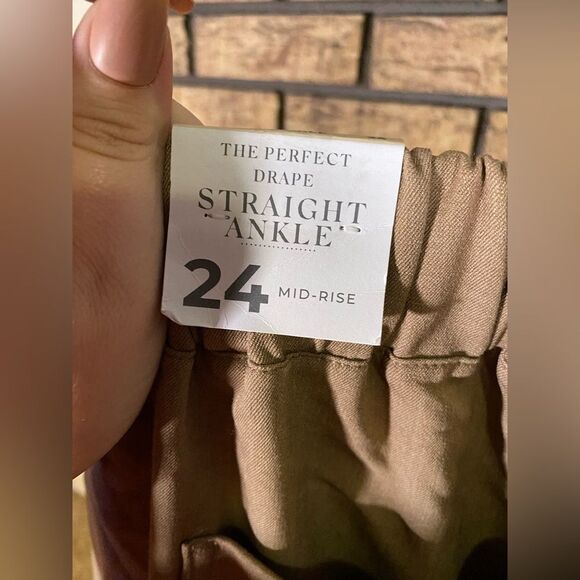 THE PERFECT
DRAPE
STRAIGHT
ANKLE
24 MID-RISE